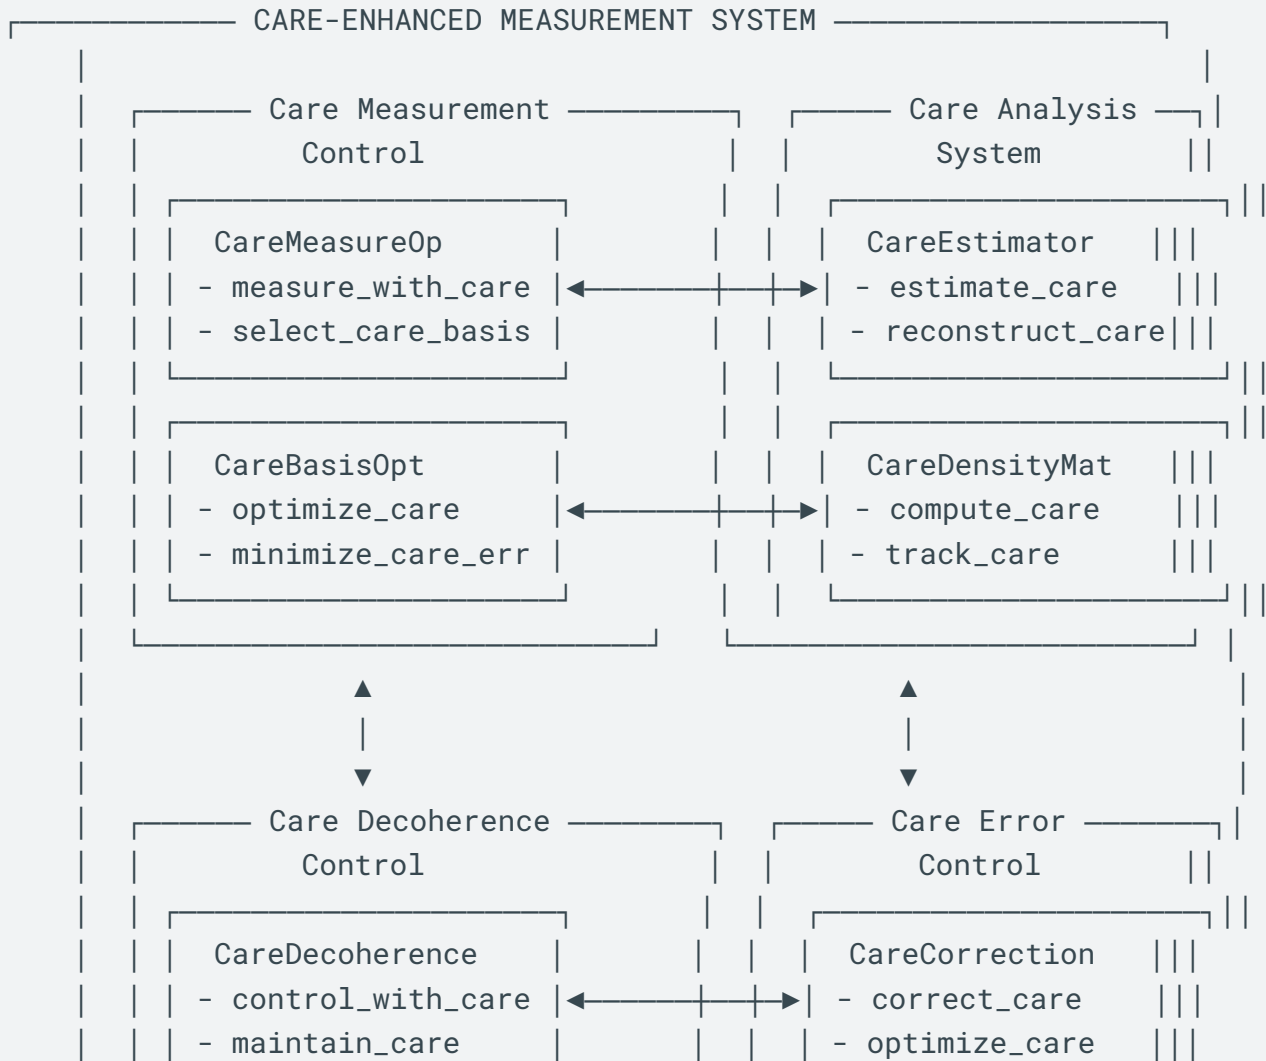 CARE-ENHANCED MEASUREMENT SYSTEM
Care Measurement Care Analysis
Control System
CareMeasureOp CareEstimator
- measure_with_care - estimate_care
- select_care_basis - reconstruct_care
CareBasisOpt CareDensityMat
- optimize_care - compute_care
- minimize_care_err - track_care
Care Decoherence Care Error
Control Control
CareDecoherence CareCorrection
- control_with_care - correct_care
- maintain_care - optimize_care